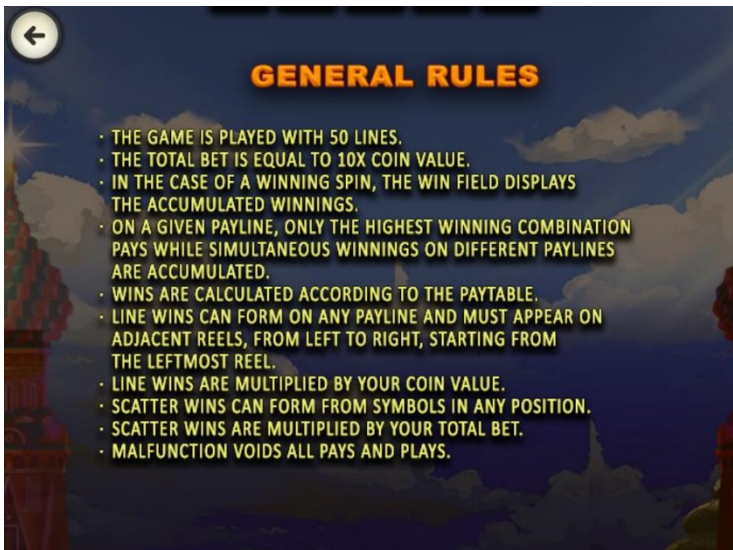 GENERAL RULES
· THE GAME IS PLAYED WITH 50 LINES.
· THE TOTAL BET IS EQUAL TO 10X COIN VALUE.
· IN THE CASE OF A WINNING SPIN, THE WIN FIELD DISPLAYS
THE ACCUMULATED WINNINGS.
· ON A GIVEN PAYLINE, ONLY THE HIGHEST WINNING COMBINATION
PAYS WHILE SIMULTANEOUS WINNINGS ON DIFFERENT PAYLINES
ARE ACCUMULATED.
· WINS ARE CALCULATED ACCORDING TO THE PAYTABLE.
· LINE WINS CAN FORM ON ANY PAYLINE AND MUST APPEAR ON
ADJACENT REELS, FROM LEFT TO RIGHT, STARTING FROM
THE LEFTMOST REEL.
· LINE WINS ARE MULTIPLIED BY YOUR COIN VALUE.
· SCATTER WINS CAN FORM FROM SYMBOLS IN ANY POSITION.
· SCATTER WINS ARE MULTIPLIED BY YOUR TOTAL BET.
· MALFUNCTION VOIDS ALL PAYS AND PLAYS.